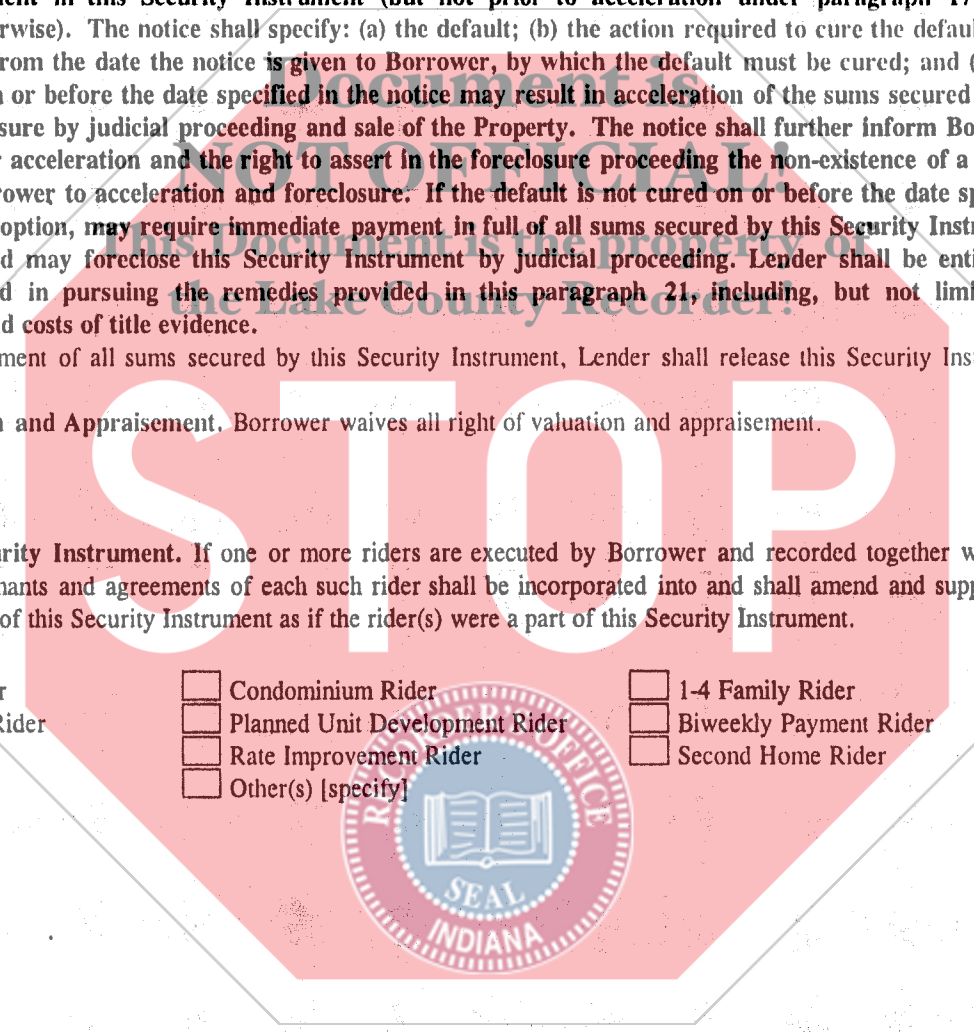 ment in this Security Instrument (but not prior to acceleration under paragraph 17
rwise). The notice shall specify: (a) the default; (b) the action required to cure the defaul
from the date the notice is given to Borrower, by which the default must be cured; and (
or before the date specified in the notice may result in acceleration of the sums secured
sure by judicial proceeding and sale of the Property. The notice shall further inform Bo
acceleration and the right to assert in the foreclosure proceeding the non-existence of a
rower to acceleration and foreclosure. If the default is not cured on or before the date sp
option, may require immediate payment in full of all sums secured by this Security Instr
d may foreclose this Security Instrument by judicial proceeding. Lender shall be enti
d in pursuing the remedies provided in this paragraph 21, including, but not limi
d costs of title evidence.
ment of all sums secured by this Security Instrument, Lender shall release this Security Ins
and Appraisement. Borrower waives all right of valuation and appraisement.
urity Instrument. If one or more riders are executed by Borrower and recorded together w
nants and agreements of each such rider shall be incorporated into and shall amend and supp
of this Security Instrument as if the rider(s) were a part of this Security Instrument.
r Condominium Rider 1-4 Family Rider
Rider Planned Unit Development Rider Biweekly Payment Rider
Rate Improvement Rider Second Home Rider
Other(s) [specify]
Document is
NOT OFFICIAL!
This Document is the property of
the Lake County Recorder!
STOP
RECORDER'S OFFICE
SEAL
INDIANA